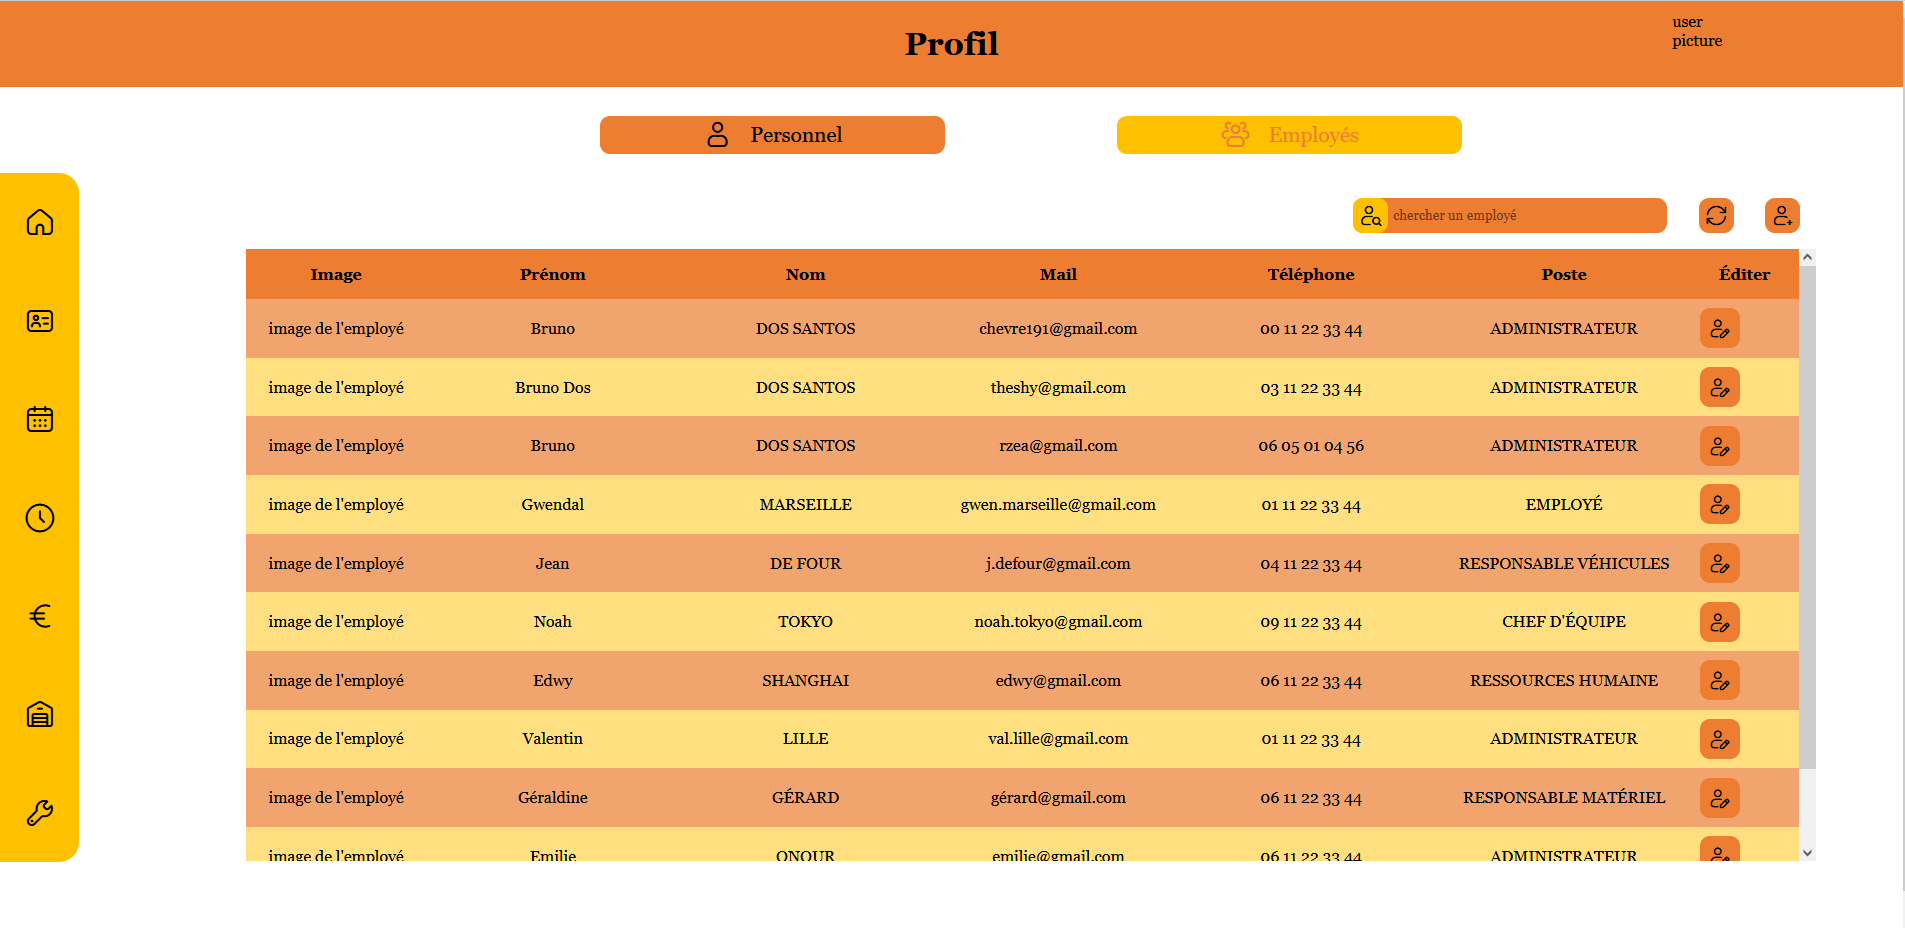 Profil
user
picture
Personnel
Employés
chercher un employé
Image Prénom Nom Mail Téléphone Poste Éditer
image de l'employé Bruno DOS SANTOS chevre191@gmail.com 00 11 22 33 44 ADMINISTRATEUR
image de l'employé Bruno Dos DOS SANTOS theshy@gmail.com 03 11 22 33 44 ADMINISTRATEUR
image de l'employé Bruno DOS SANTOS rzea@gmail.com 06 05 01 04 56 ADMINISTRATEUR
image de l'employé Gwendal MARSEILLE gwen.marseille@gmail.com 01 11 22 33 44 EMPLOYÉ
image de l'employé Jean DE FOUR j.defour@gmail.com 04 11 22 33 44 RESPONSABLE VÉHICULES
image de l'employé Noah TOKYO noah.tokyo@gmail.com 09 11 22 33 44 CHEF D'ÉQUIPE
image de l'employé Edwy SHANGHAI edwy@gmail.com 06 11 22 33 44 RESSOURCES HUMAINE
image de l'employé Valentin LILLE val.lille@gmail.com 01 11 22 33 44 ADMINISTRATEUR
image de l'employé Géraldine GÉRARD gérard@gmail.com 06 11 22 33 44 RESPONSABLE MATÉRIEL
image de l'employé Emilie ONOUR emilie@gmail.com 06 11 22 33 44 ADMINISTRATEUR